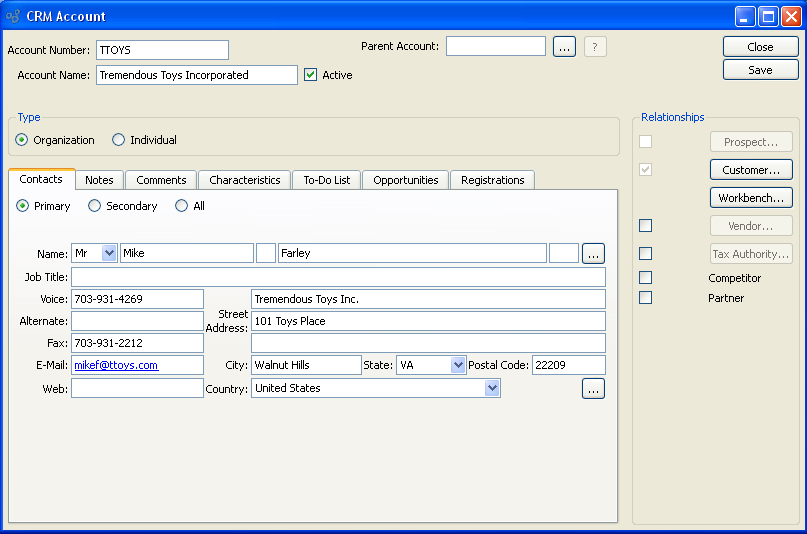 CRM Account
Account Number: TTOYS Parent Account: ... ? Close
Account Name: Tremendous Toys Incorporated Active Save
Type Relationships
Organization Individual Prospect...
Contacts Notes Comments Characteristics To-Do List Opportunities Registrations Customer...
Primary Secondary All Workbench...
Vendor...
Name: Mr Mike Farley ... Tax Authority...
Job Title: Competitor
Voice: 703-931-4269 Street Address: Tremendous Toys Inc. Partner
Alternate: 101 Toys Place
Fax: 703-931-2212
E-Mail: mikef@ttoys.com City: Walnut Hills State: VA Postal Code: 22209
Web: Country: United States ...